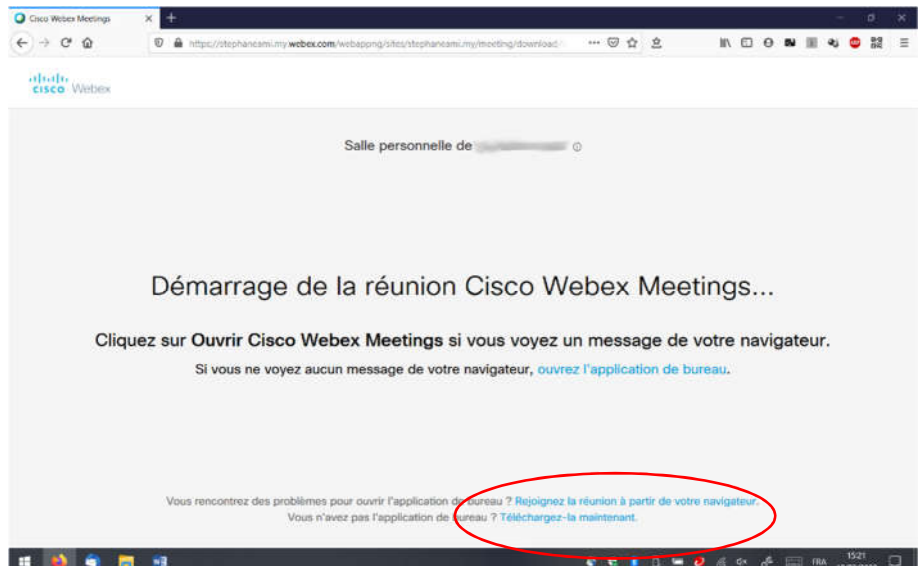 Cisco Webex Meetings
https://stephaneami.my.webex.com/webappng/sites/stephaneami.my/meeting/download/
cisco Webex
Salle personnelle de
Démarrage de la réunion Cisco Webex Meetings...
Cliquez sur Ouvrir Cisco Webex Meetings si vous voyez un message de votre navigateur.
Si vous ne voyez aucun message de votre navigateur, ouvrez l'application de bureau.
Vous rencontrez des problèmes pour ouvrir l'application de bureau ? Rejoignez la réunion à partir de votre navigateur.
Vous n'avez pas l'application de bureau ? Téléchargez-la maintenant.
FRA
15:21